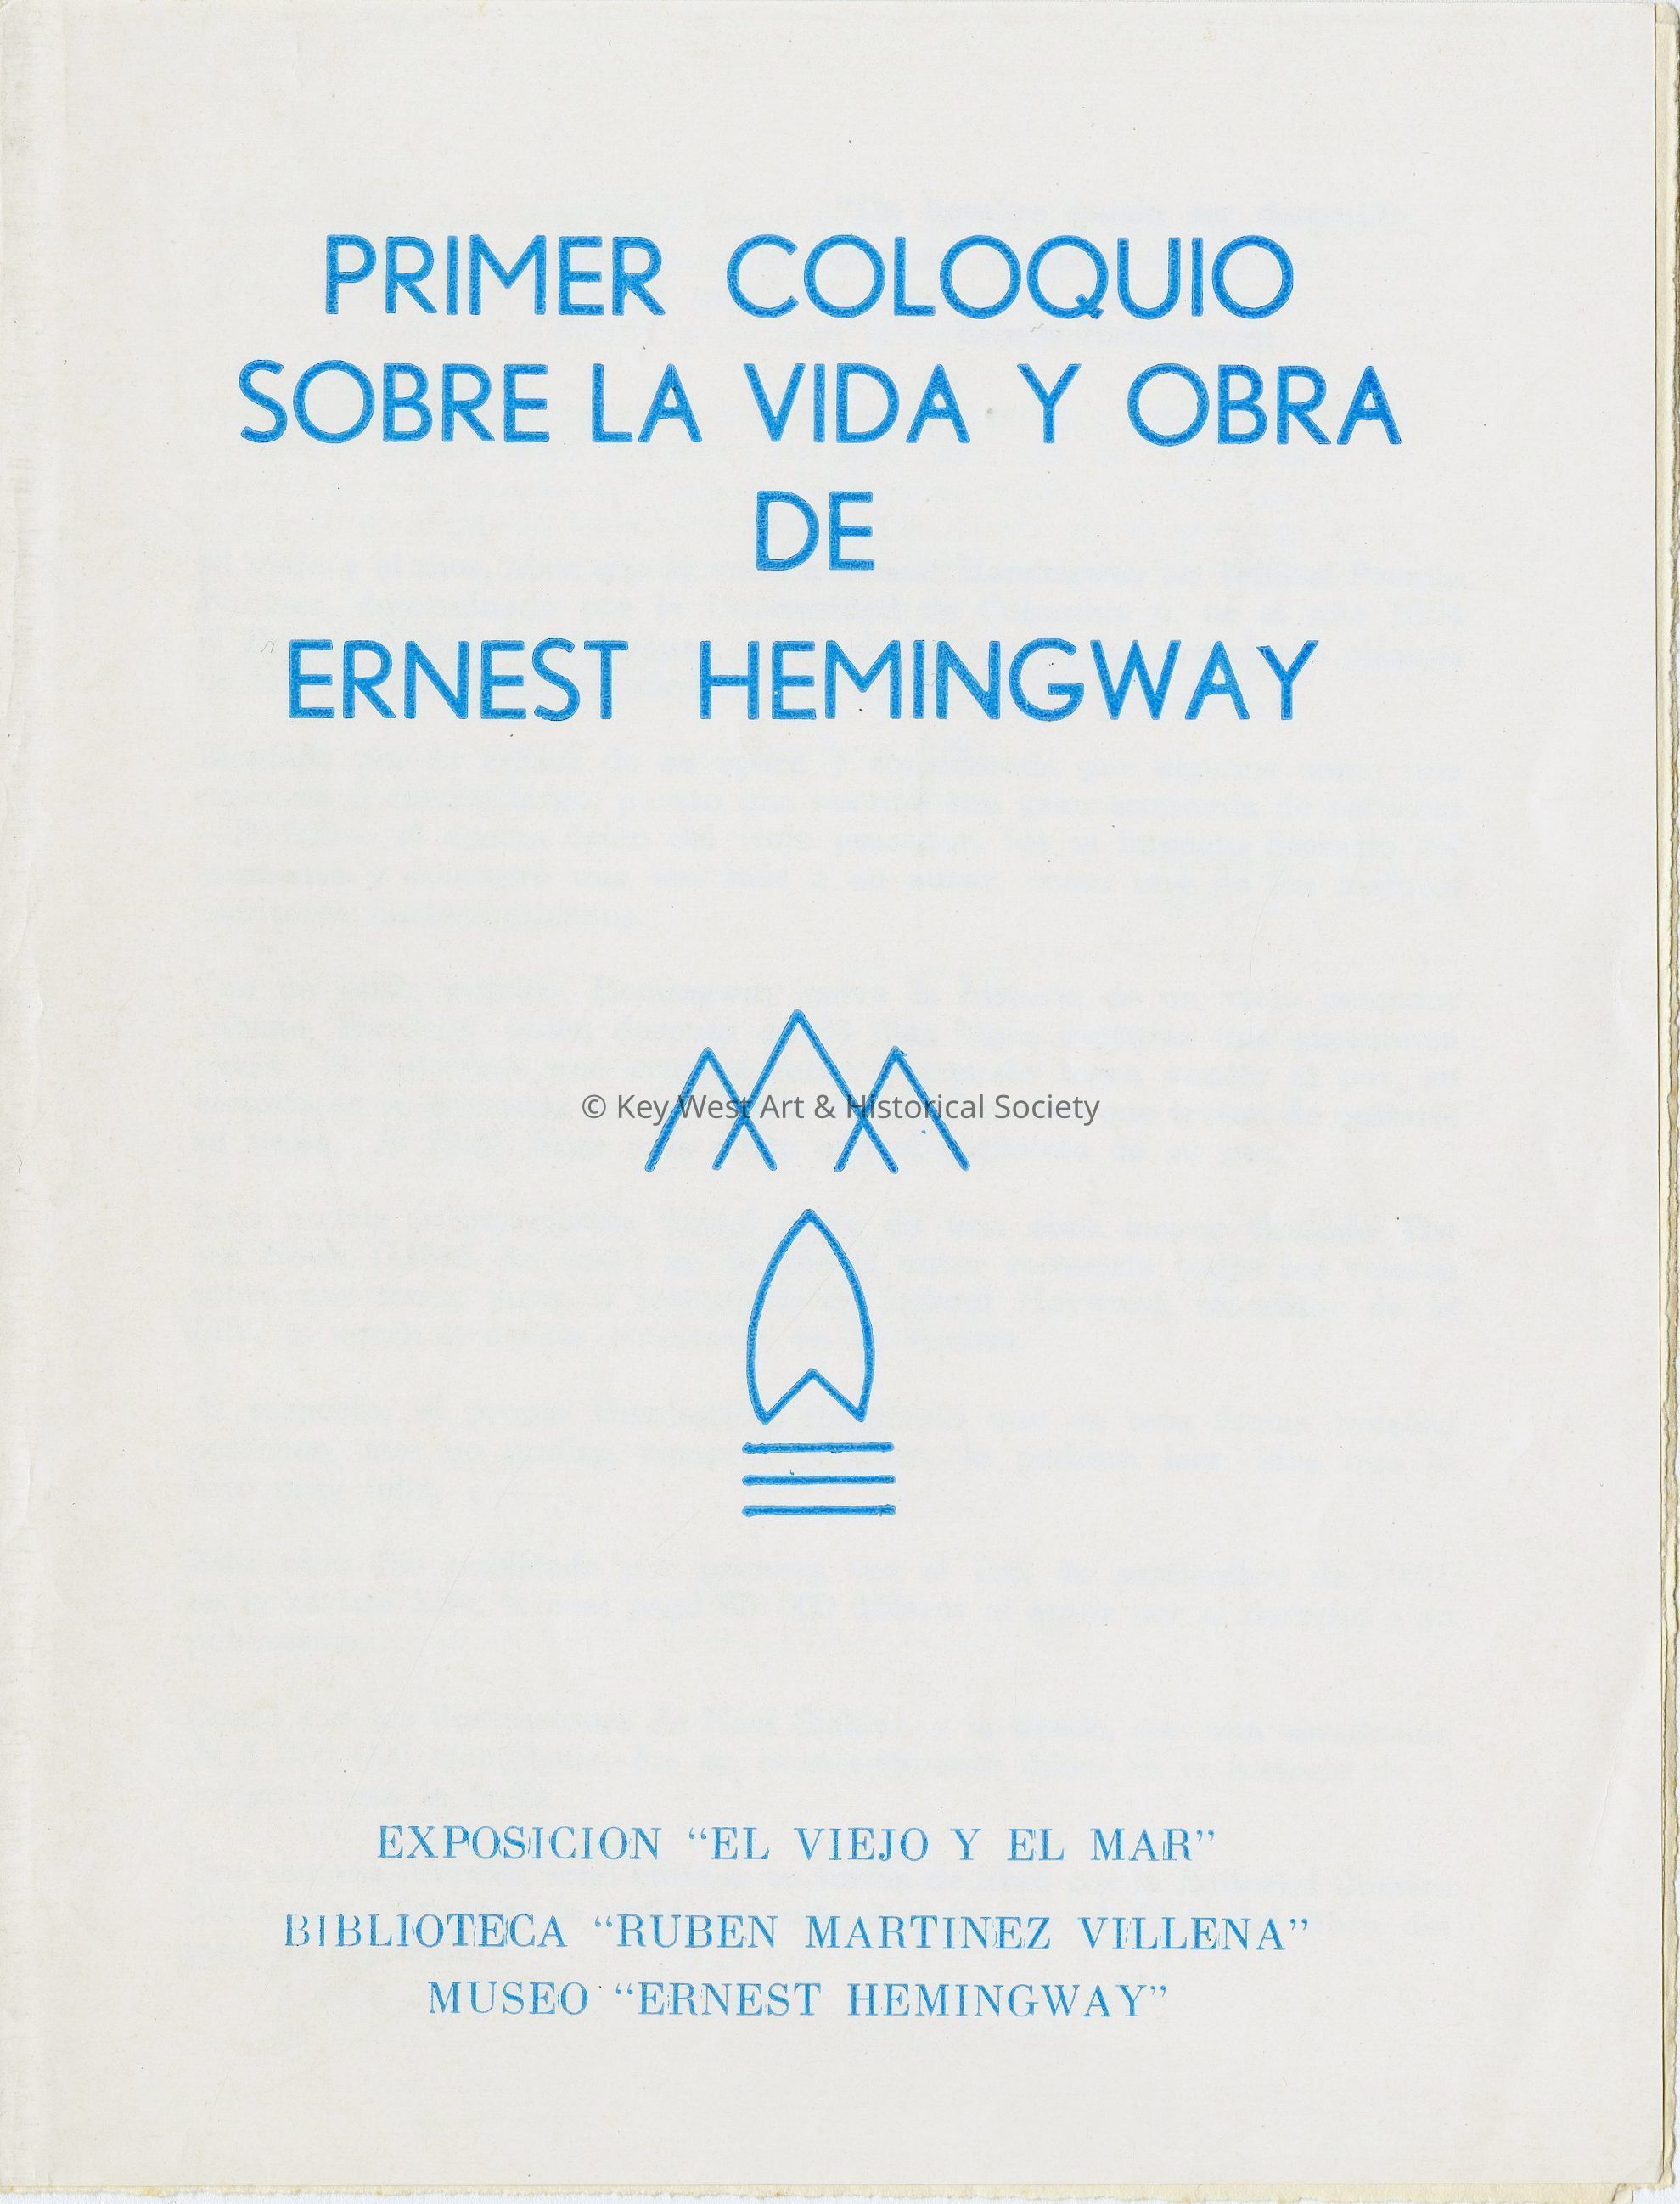 PRIMER COLOQUIO
SOBRE LA VIDA Y OBRA
DE
ERNEST HEMINGWAY
© Key West Art & Historical Society
EXPOSICION “EL VIEJO Y EL MAR”
BIBLIOTECA “RUBEN MARTINEZ VILLENA”
MUSEO “ERNEST HEMINGWAY”